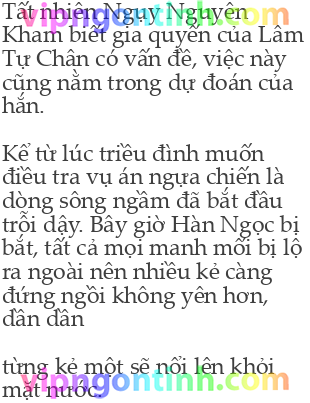 Tất nhiên Ngụy Nguyên
Kham biết gia quyến của Lâm
Tự Chân có vấn đề, việc này
cũng nằm trong dự đoán của
hắn.
Kể từ lúc triều đình muốn
điều tra vụ án ngựa chiến là
dòng sông ngầm đã bắt đầu
trỗi dậy. Bây giờ Hàn Ngọc bị
bắt, tất cả mọi manh mối bị lộ
ra ngoài nên nhiều kẻ càng
đứng ngồi không yên hơn,
dần dần
từng kẻ một sẽ nổi lên khỏi
mặt nước.
vipngontinh.com
vipngontinh.com